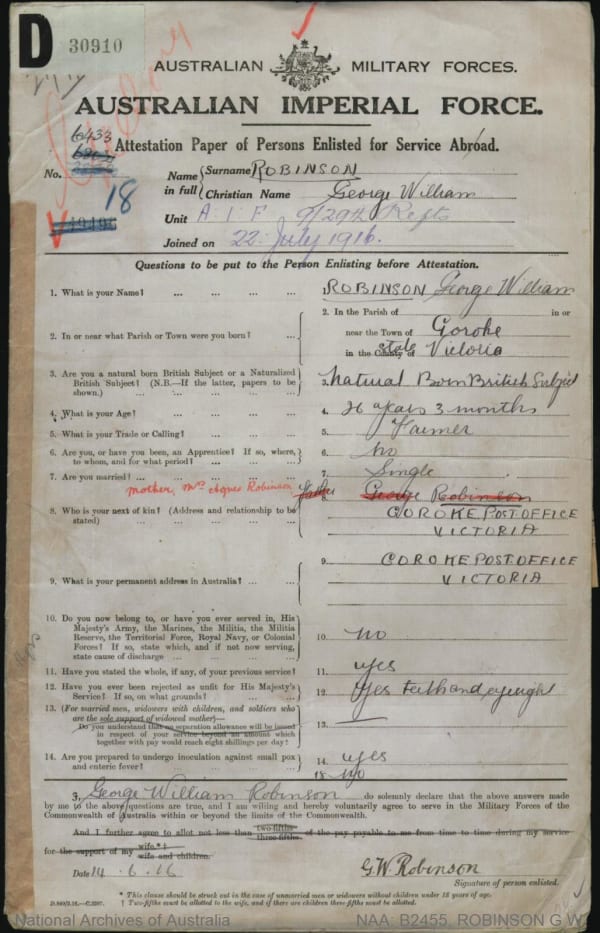 D 30910
AUSTRALIAN MILITARY FORCES.
AUSTRALIAN IMPERIAL FORCE.
Attestation Paper of Persons Enlisted for Service Abroad.
6433
No.
18
Name in full { Surname ROBINSON
Christian Name George William
Unit A I F 9/29th Refts
Joined on 22. July 1916.
Questions to be put to the Person Enlisting before Attestation.
1. What is your Name? ... ... ... ... ROBINSON George William
2. In or near what Parish or Town were you born? ... 2. In the Parish of in or
near the Town of Goroke
in the County of State Victoria
3. Are you a natural born British Subject or a Naturalized
British Subject? (N.B.—If the latter, papers to be
shown.) ... ... ... ... ...
3. Natural Born British Subject
4. What is your Age? ... ... ... ... 4. 26 years 3 months
5. What is your Trade or Calling? ... ... ... 5. Farmer
6. Are you, or have you been, an Apprentice? If so, where,
to whom, and for what period? ... ... ...
6. No
7. Are you married? ... ... ... ... 7. Single
mother, Mrs Agnes Robinson
8. Who is your next of kin? (Address and relationship to be
stated)
Father 8. George Robinson
GOROKE POST OFFICE
VICTORIA
9. What is your permanent address in Australia? ... ... 9. GOROKE POST OFFICE
VICTORIA
10. Do you now belong to, or have you ever served in, His
Majesty's Army, the Marines, the Militia, the Militia
Reserve, the Territorial Force, Royal Navy, or Colonial
Forces? If so, state which, and if not now serving,
state cause of discharge ... ... ...
10. no
11. Have you stated the whole, if any, of your previous service? 11. yes
12. Have you ever been rejected as unfit for His Majesty's
Service? If so, on what grounds? ... ... ...
12. Yes teeth and eyesight
13. (For married men, widowers with children, and soldiers who
are the sole support of widowed mother)—
Do you understand that no separation allowance will be issued
in respect of your service beyond an amount which
together with pay would reach eight shillings per day?
13. —
14. Are you prepared to undergo inoculation against small pox
and enteric fever? ... ... ... ...
14. yes
15 No
I, George William Robinson do solemnly declare that the above answers made
by me to the above questions are true, and I am willing and hereby voluntarily agree to serve in the Military Forces of the
Commonwealth of Australia within or beyond the limits of the Commonwealth.
And I further agree to allot not less than two-fifths three-fifths of the pay payable to me from time to time during my service
for the support of my wife.*† wife and children.
Date 14. 6. 16 G.W. Robinson
Signature of person enlisted.
* This clause should be struck out in the case of unmarried men or widowers without children under 18 years of age.
† Two-fifths must be allotted to the wife, and if there are children three-fifths must be allotted.
National Archives of Australia NAA: B2455, ROBINSON G W